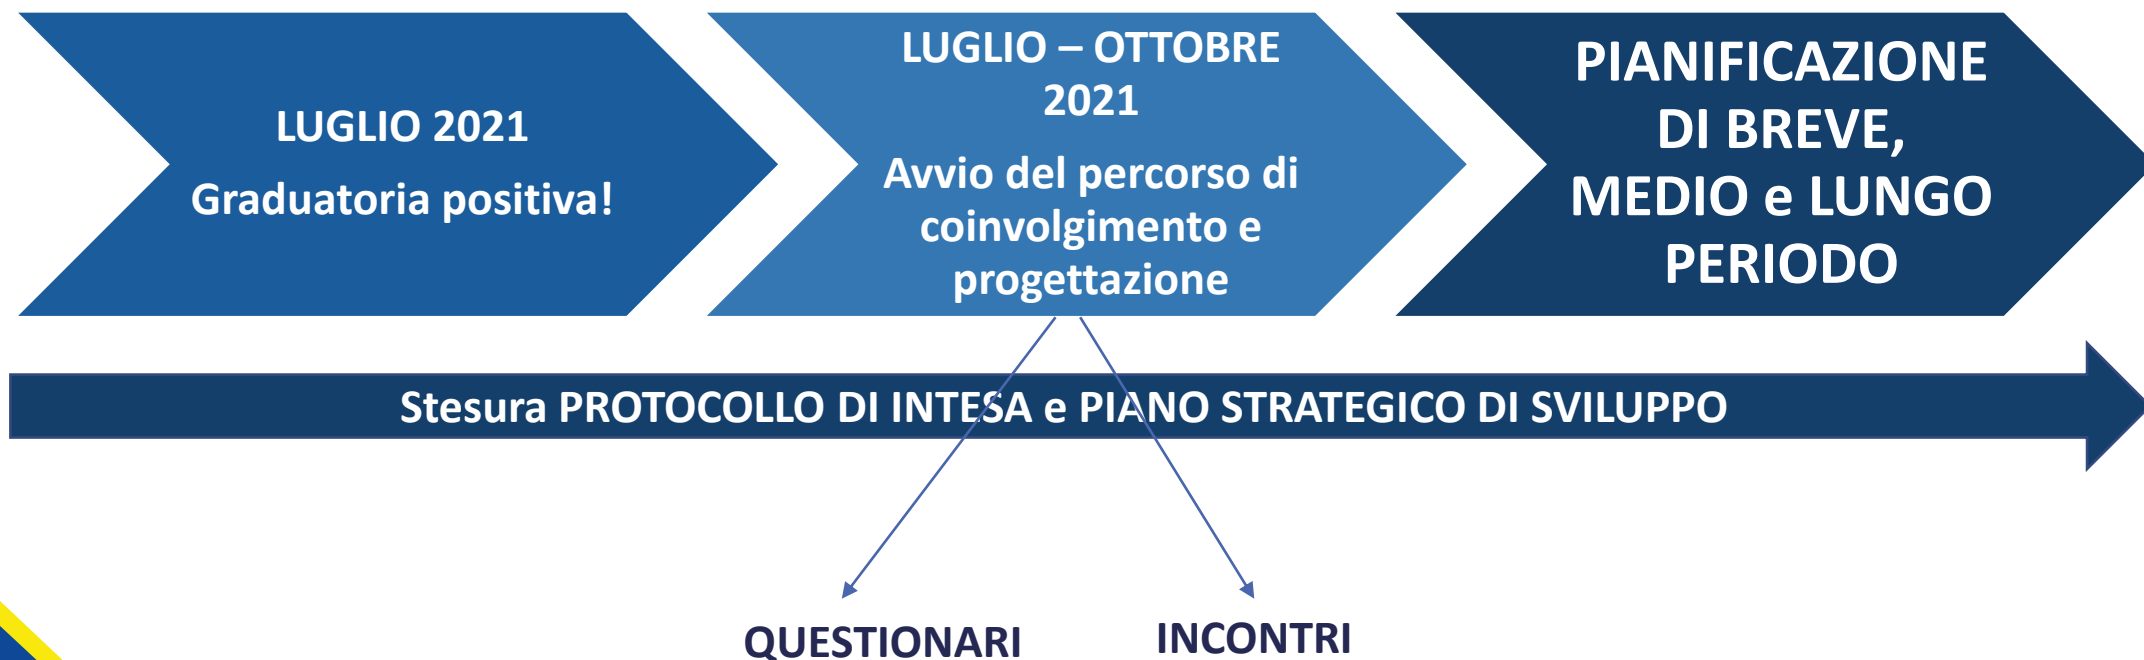 LUGLIO 2021
Graduatoria positiva!
LUGLIO – OTTOBRE
2021
Avvio del percorso di
coinvolgimento e
progettazione
PIANIFICAZIONE
DI BREVE,
MEDIO e LUNGO
PERIODO
Stesura PROTOCOLLO DI INTESA e PIANO STRATEGICO DI SVILUPPO
QUESTIONARI
INCONTRI